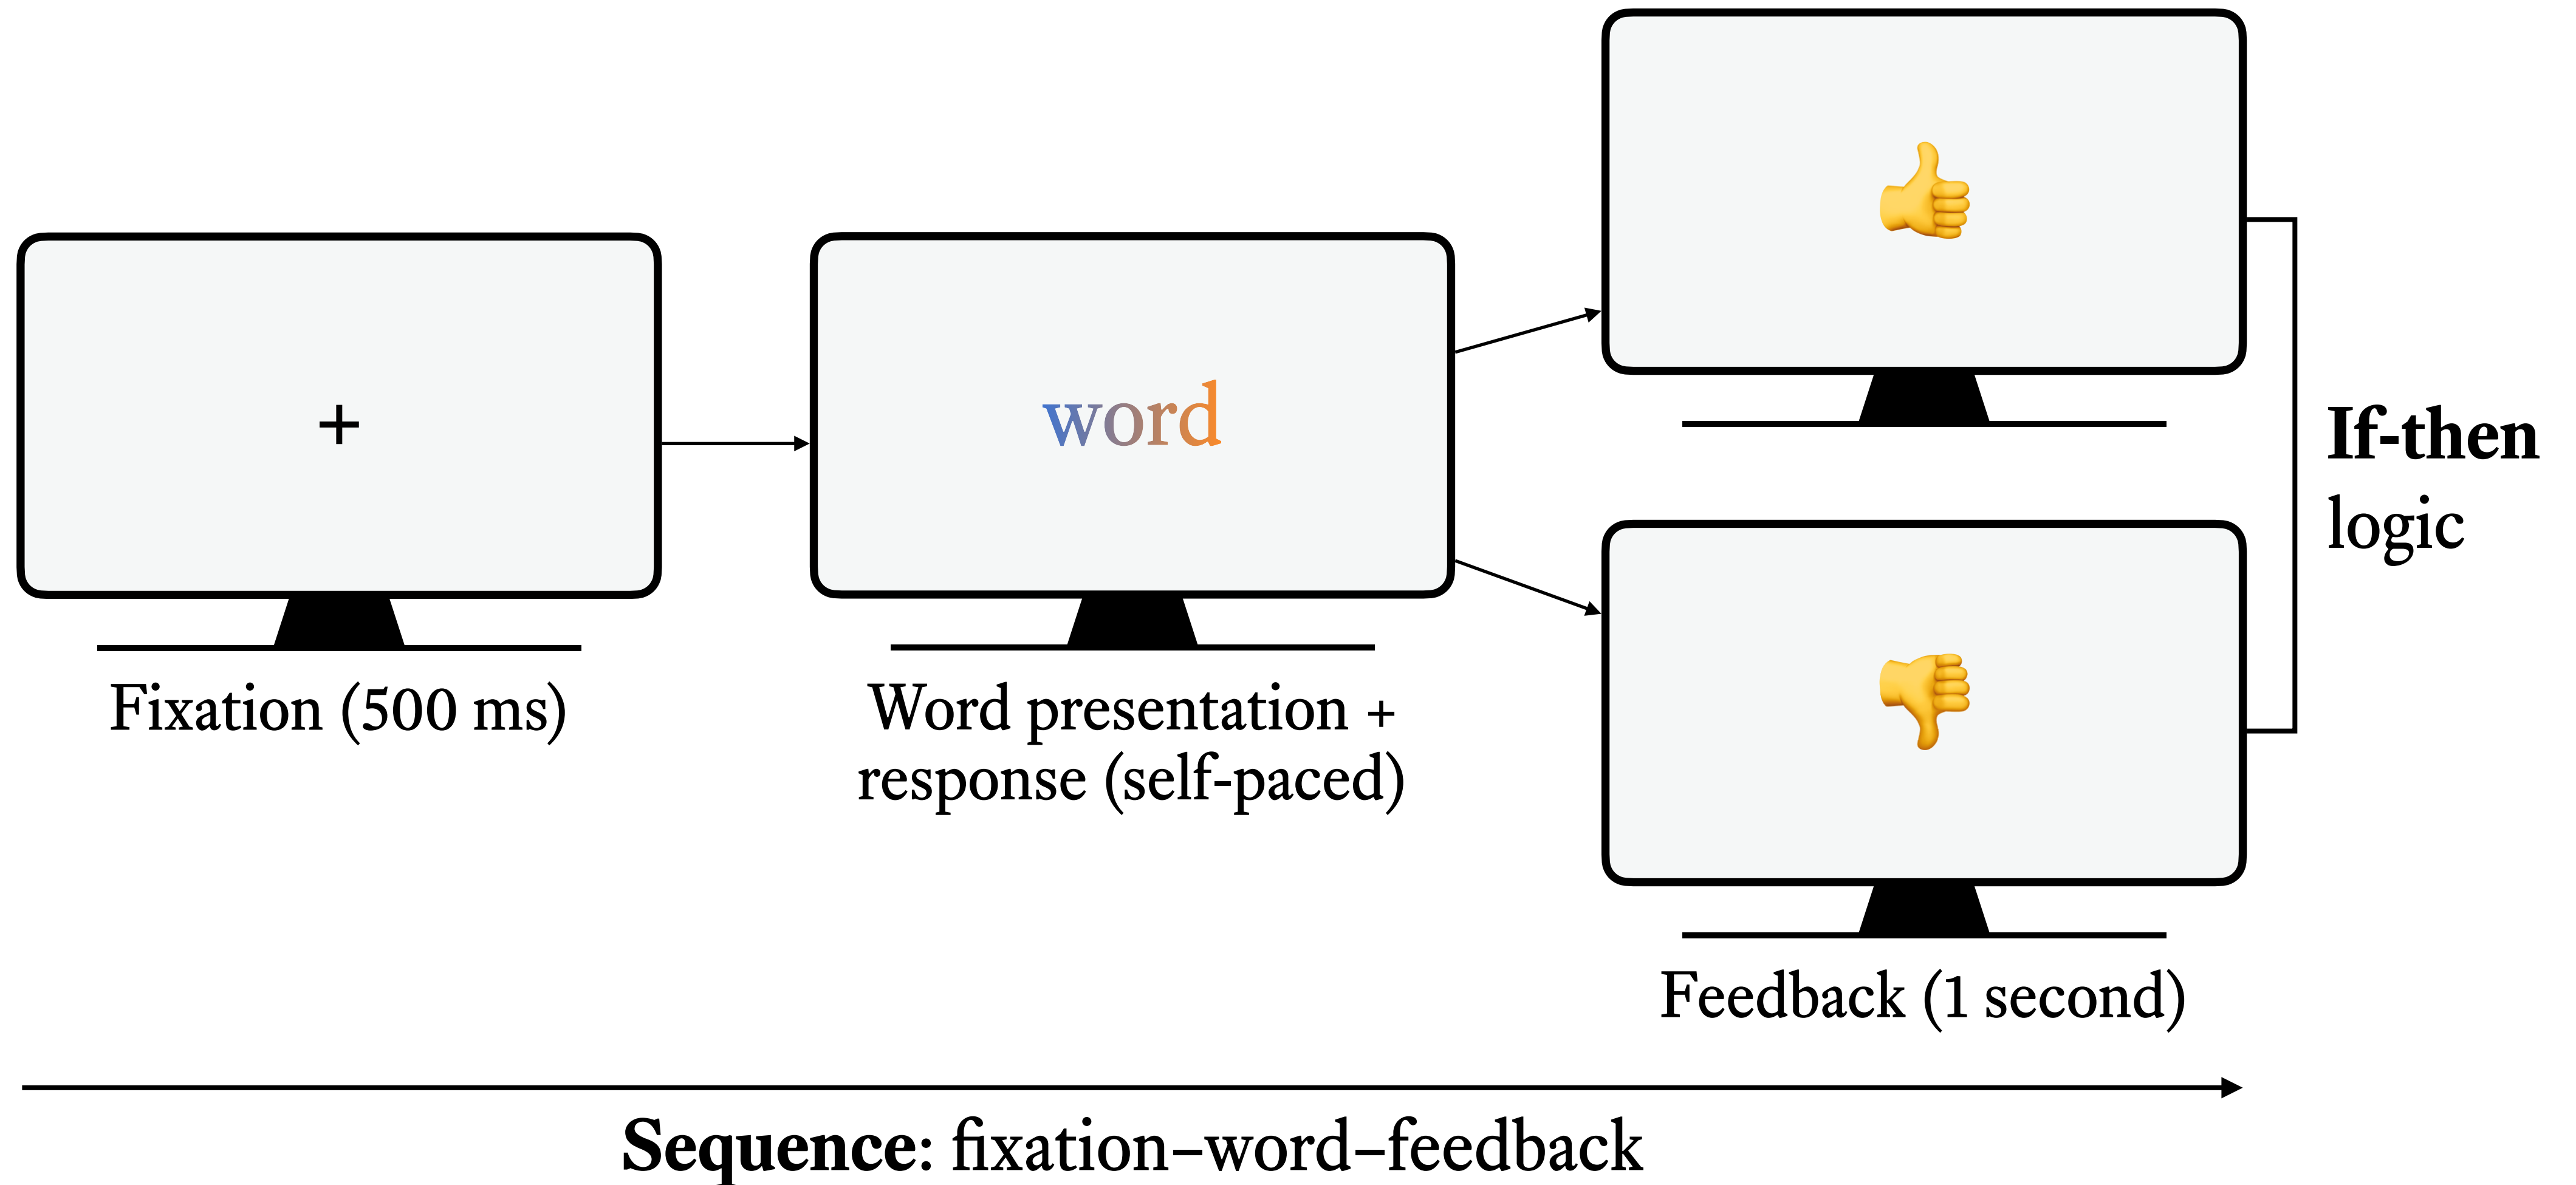 +
word
Fixation (500 ms)
Word presentation +
response (self-paced)
If-then
logic
Feedback (1 second)
Sequence: fixation–word–feedback